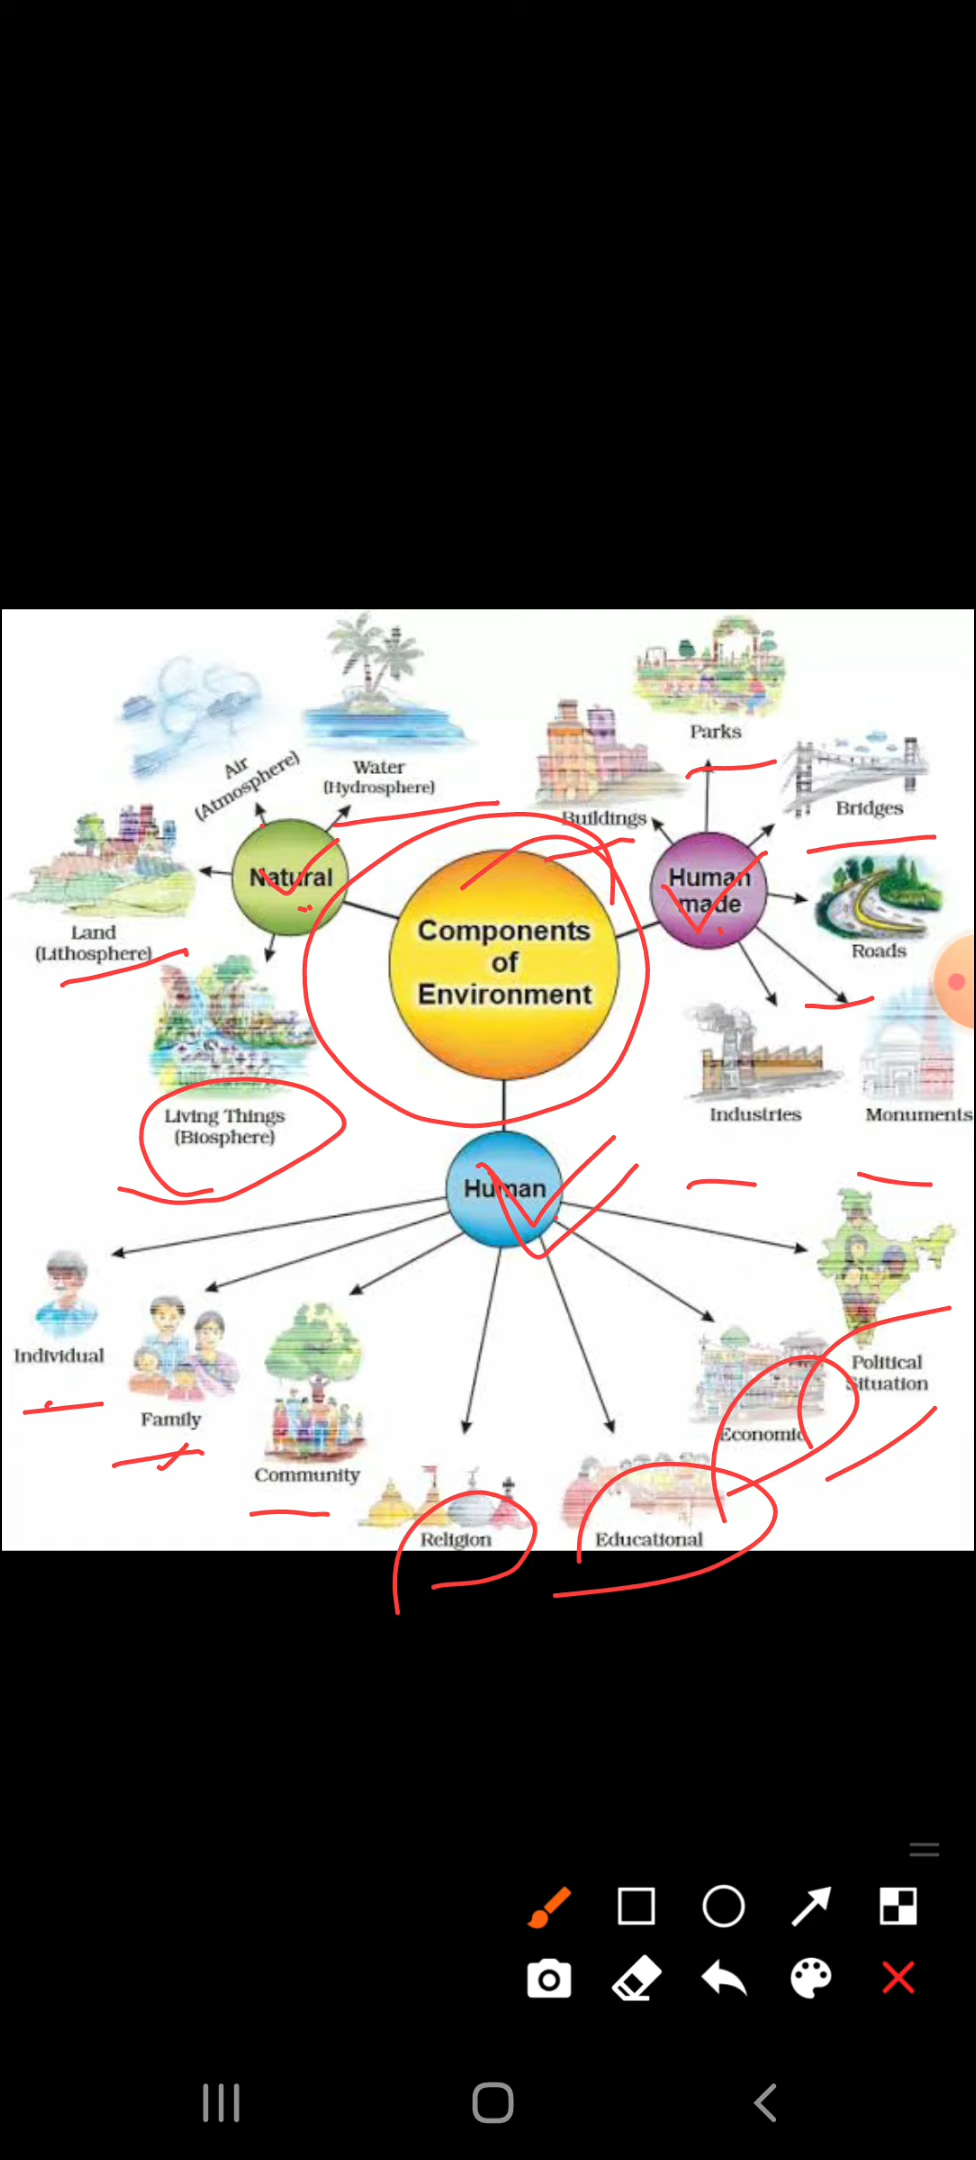 Parks
Air
(Atmosphere)
Water
(Hydrosphere)
Buildings
Bridges
Natural
Human
made
Land
(Lithosphere)
Components
of
Environment
Roads
Living Things
(Biosphere)
Industries
Monuments
Human
Individual
Family
Community
Religion
Educational
Economic
Political
Situation